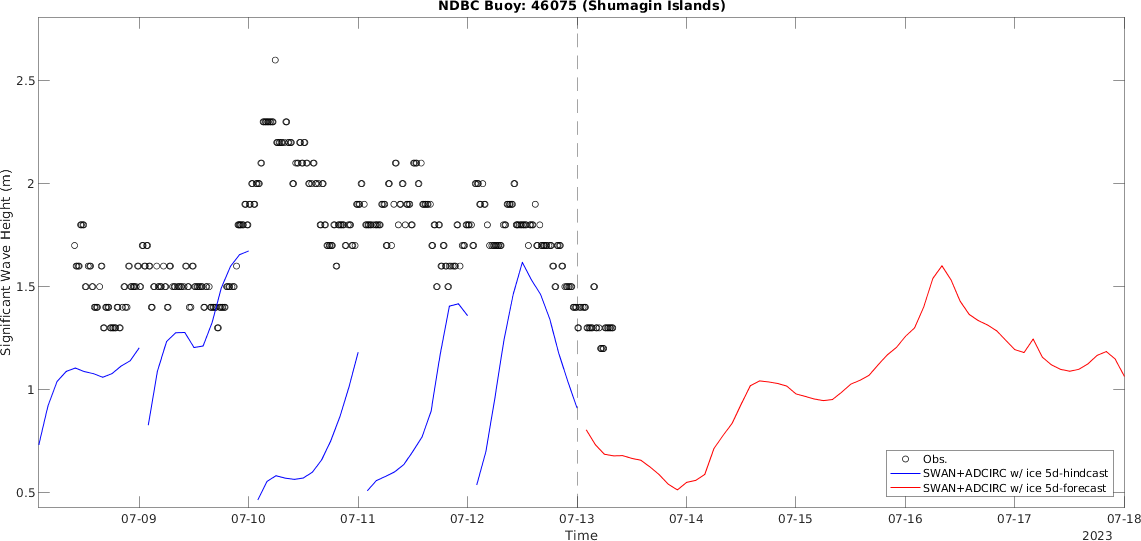 NDBC Buoy: 46075 (Shumagin Islands)
Significant Wave Height (m)
2.5
2
1.5
1
0.5
Obs.
SWAN+ADCIRC w/ ice 5d-hindcast
SWAN+ADCIRC w/ ice 5d-forecast
07-09 07-10 07-11 07-12 07-13 07-14 07-15 07-16 07-17 07-18
Time
2023